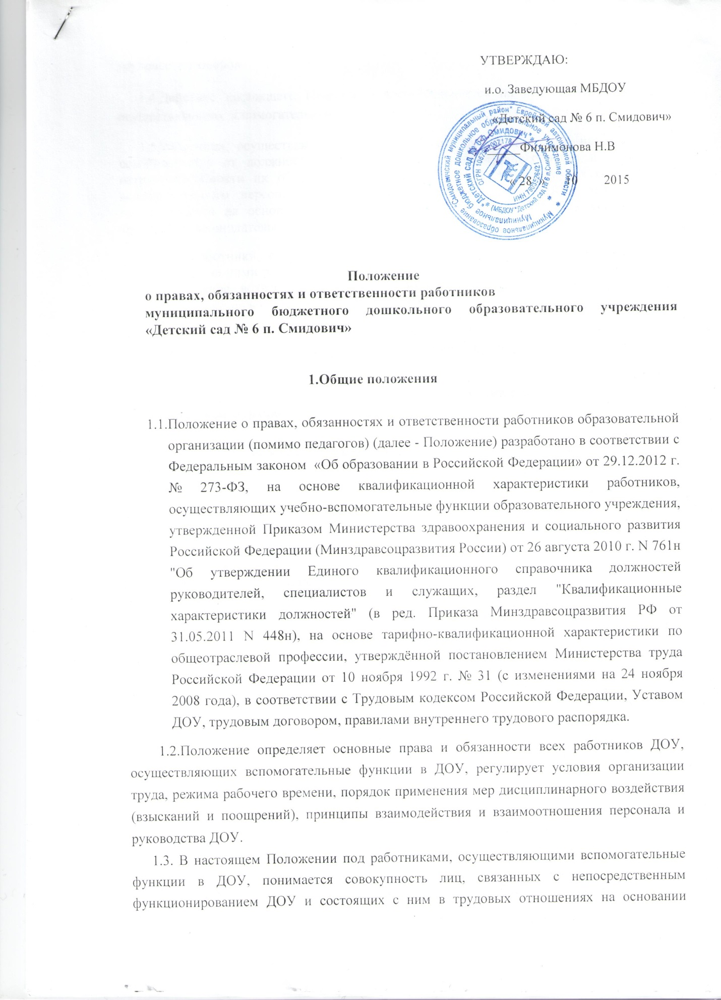 УТВЕРЖДАЮ:
и.о. Заведующая МБДОУ
«Детский сад № 6 п. Смидович»
Филимонова Н.В
« 28 » 10 2015
Муниципальное образование "Смидовичский муниципальный район" Еврейской автономной области *
Муниципальное бюджетное дошкольное образовательное учреждение *
"Детский сад № 6 п.Смидович" * (МБДОУ "Детский сад № 6 п.Смидович") *
ИНН 7903526421
Положение
о правах, обязанностях и ответственности работников
муниципального бюджетного дошкольного образовательного учреждения
«Детский сад № 6 п. Смидович»
1.Общие положения
1.1.Положение о правах, обязанностях и ответственности работников образовательной
организации (помимо педагогов) (далее - Положение) разработано в соответствии с
Федеральным законом «Об образовании в Российской Федерации» от 29.12.2012 г.
№ 273-ФЗ, на основе квалификационной характеристики работников,
осуществляющих учебно-вспомогательные функции образовательного учреждения,
утвержденной Приказом Министерства здравоохранения и социального развития
Российской Федерации (Минздравсоцразвития России) от 26 августа 2010 г. N 761н
"Об утверждении Единого квалификационного справочника должностей
руководителей, специалистов и служащих, раздел "Квалификационные
характеристики должностей" (в ред. Приказа Минздравсоцразвития РФ от
31.05.2011 N 448н), на основе тарифно-квалификационной характеристики по
общеотраслевой профессии, утверждённой постановлением Министерства труда
Российской Федерации от 10 ноября 1992 г. № 31 (с изменениями на 24 ноября
2008 года), в соответствии с Трудовым кодексом Российской Федерации, Уставом
ДОУ, трудовым договором, правилами внутреннего трудового распорядка.
1.2.Положение определяет основные права и обязанности всех работников ДОУ,
осуществляющих вспомогательные функции в ДОУ, регулирует условия организации
труда, режима рабочего времени, порядок применения мер дисциплинарного воздействия
(взысканий и поощрений), принципы взаимодействия и взаимоотношения персонала и
руководства ДОУ.
1.3. В настоящем Положении под работниками, осуществляющими вспомогательные
функции в ДОУ, понимается совокупность лиц, связанных с непосредственным
функционированием ДОУ и состоящих с ним в трудовых отношениях на основании